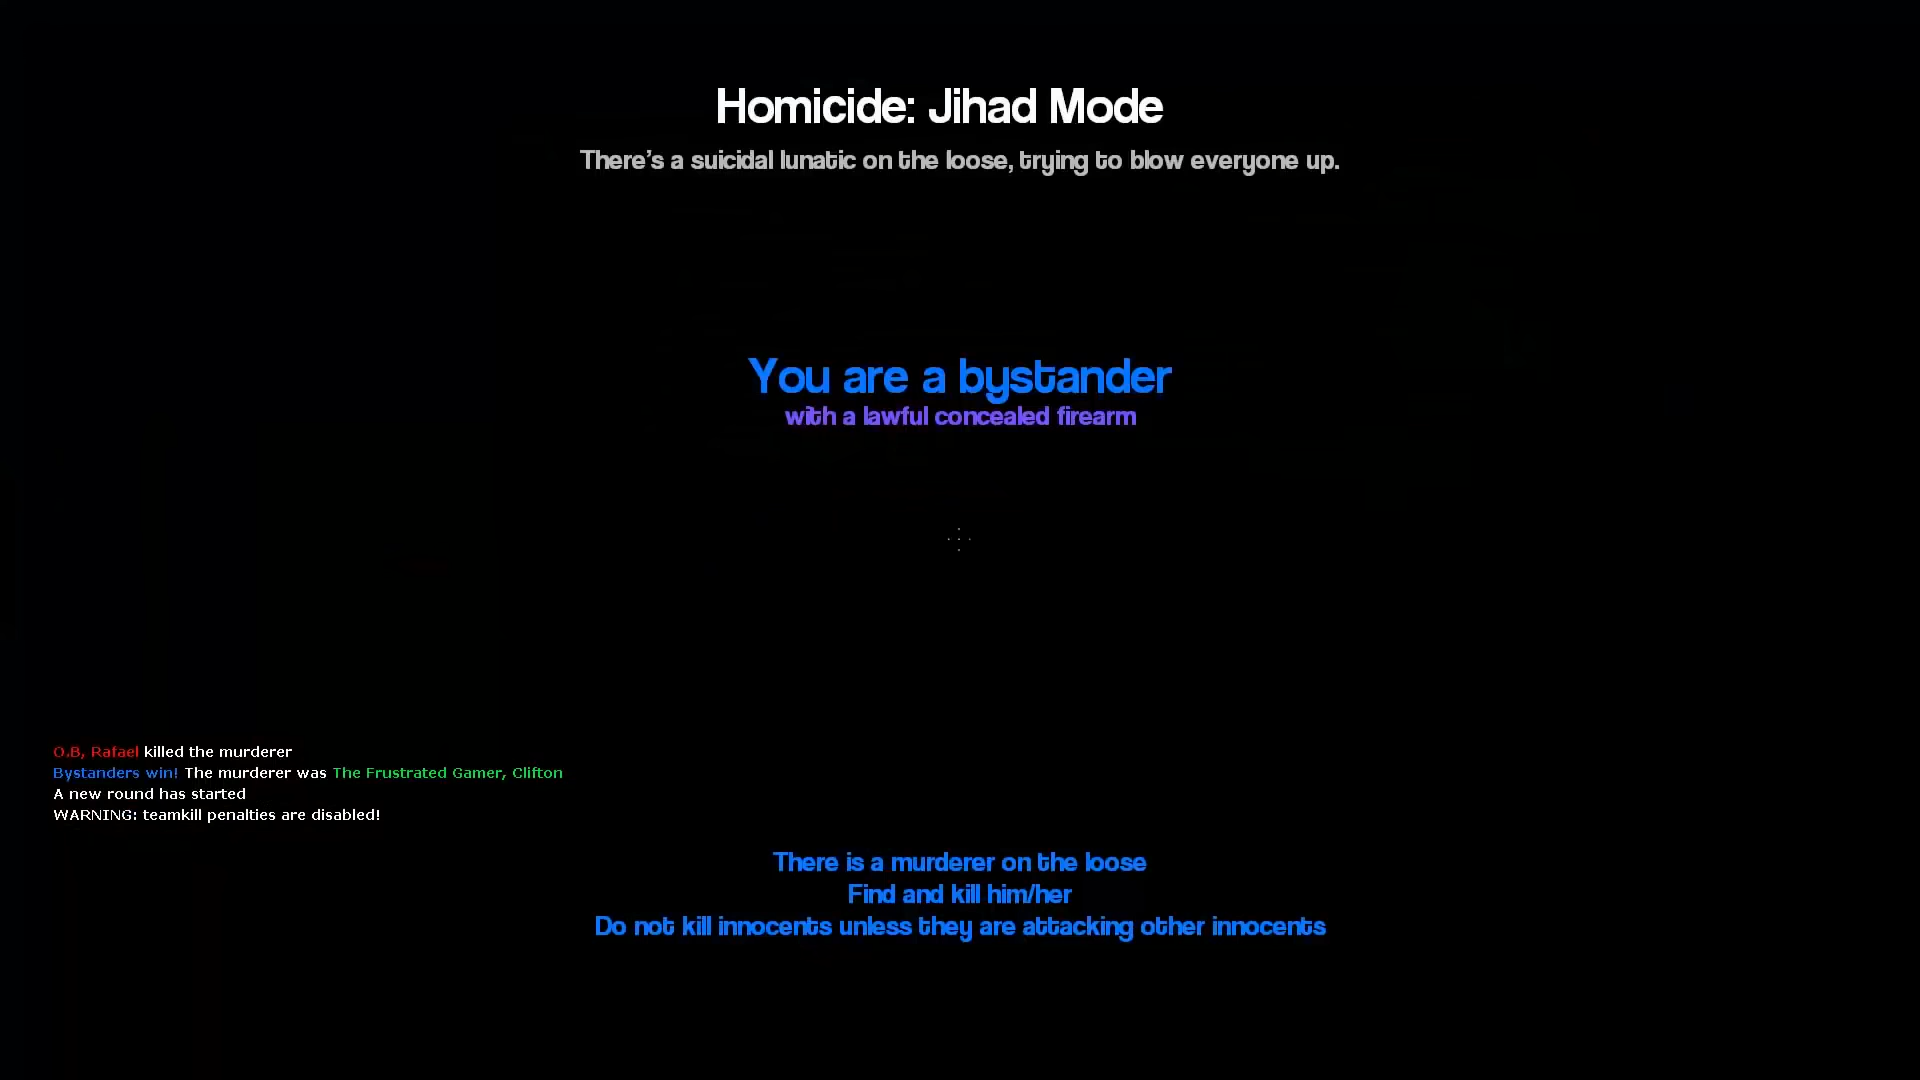 Homicide: Jihad Mode
There's a suicidal lunatic on the loose, trying to blow everyone up.
You are a bystander
with a lawful concealed firearm
O.B, Rafael killed the murderer
Bystanders win! The murderer was The Frustrated Gamer, Clifton
A new round has started
WARNING: teamkill penalties are disabled!
There is a murderer on the loose
Find and kill him/her
Do not kill innocents unless they are attacking other innocents